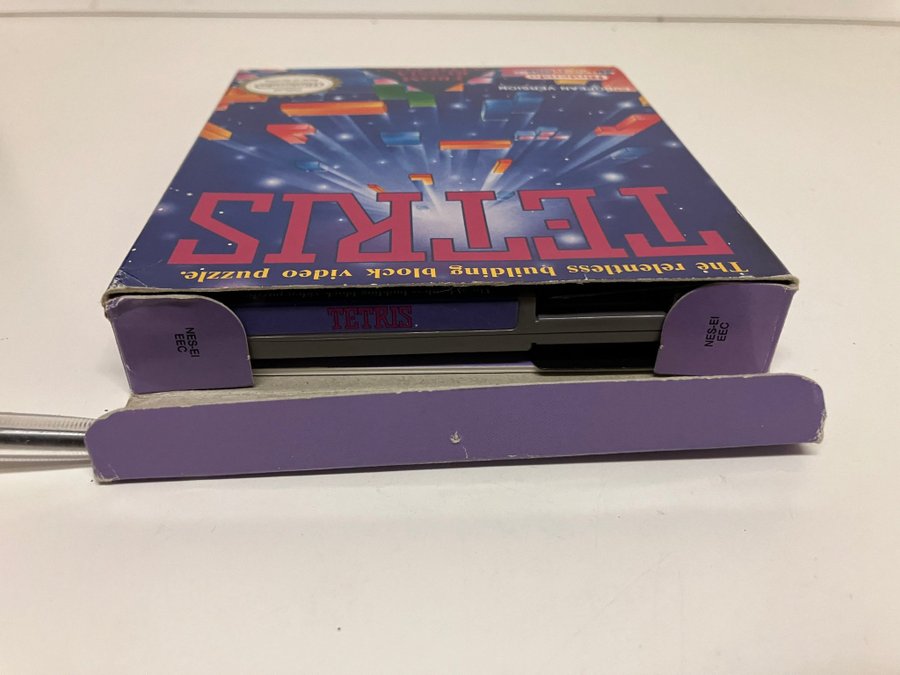 EUROPEAN VERSION
TETRIS
The relentless building block video puzzle.
TETRIS
NES-EI
EEC
NES-EI
EEC